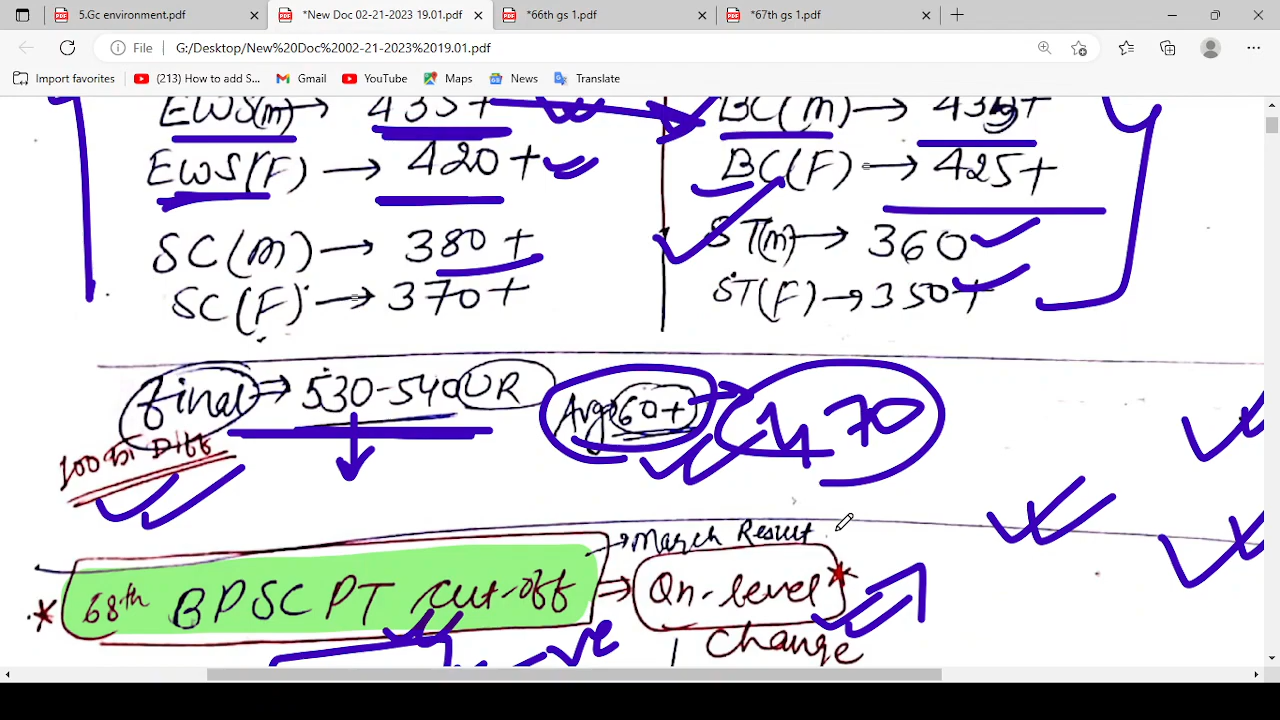 5.Gc environment.pdf
*New Doc 02-21-2023 19.01.pdf
*66th gs 1.pdf
*67th gs 1.pdf
File G:/Desktop/New%20Doc%2002-21-2023%2019.01.pdf
Import favorites
(213) How to add S...
Gmail
YouTube
Maps
News
Translate
EWS(m) → 435+
BC(m) →
EWS(F) → 420+
BC(F) → 425+
SC(m) → 380+
ST(m) → 360
SC(F) → 370+
ST(F) → 350+
final → 530-540 UR
Avg 60+ → 470
100 का Diff
→ March Result
* 68th BPSC PT cut-off → Qn-level *
Change
ve